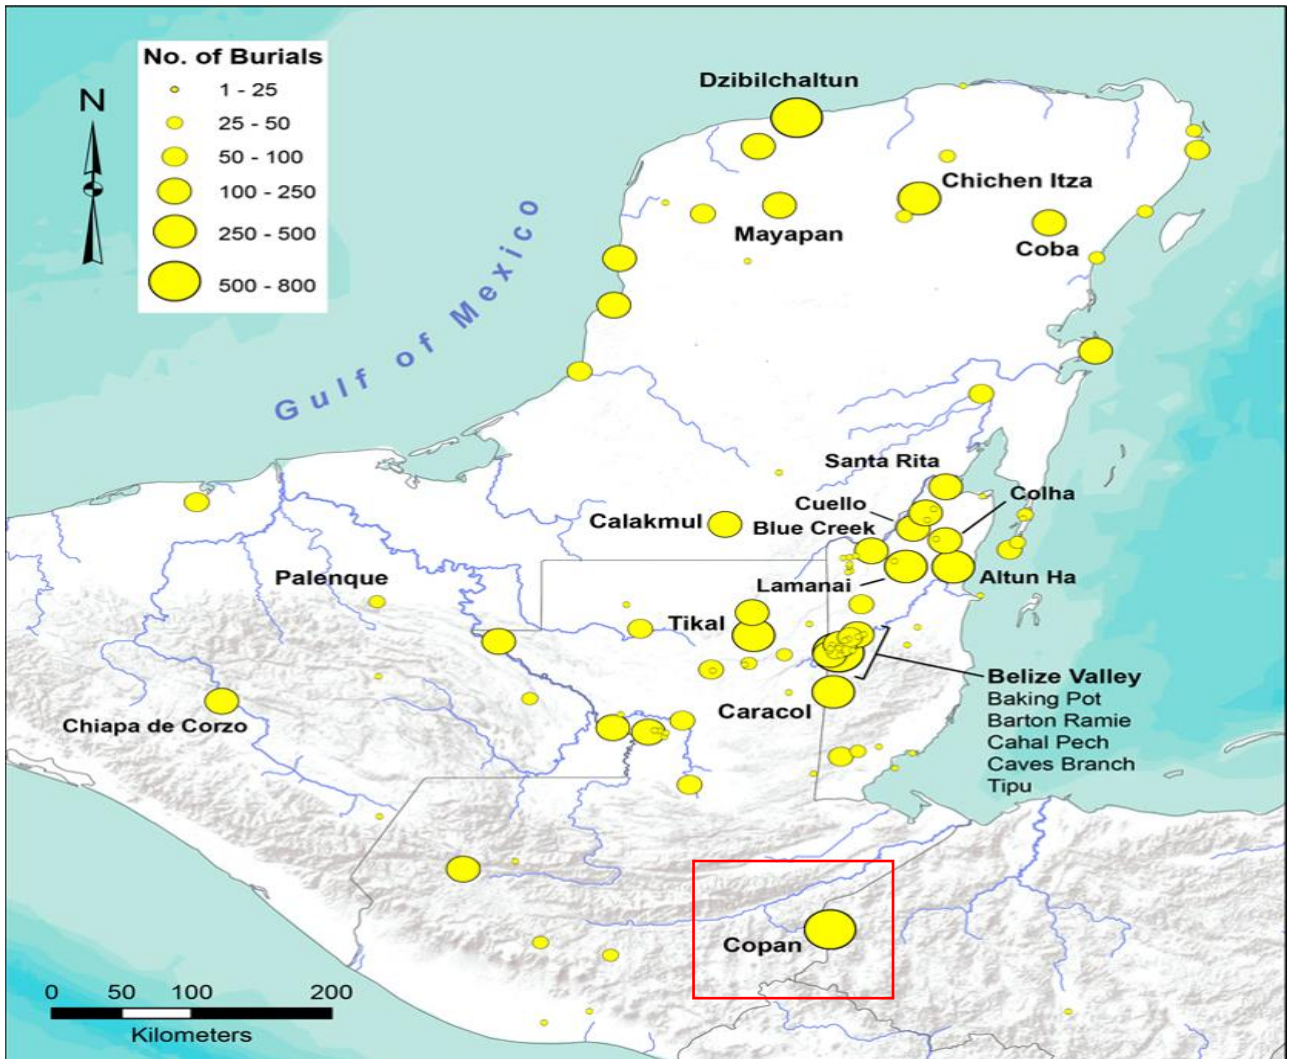 No. of Burials
1 - 25
25 - 50
50 - 100
100 - 250
250 - 500
500 - 800
N
Gulf of Mexico
Dzibilchaltun
Chichen Itza
Mayapan
Coba
Santa Rita
Colha
Cuello
Calakmul
Blue Creek
Palenque
Lamanai
Altun Ha
Tikal
Belize Valley
Baking Pot
Barton Ramie
Cahal Pech
Caves Branch
Tipu
Caracol
Chiapa de Corzo
Copan
0 50 100 200
Kilometers